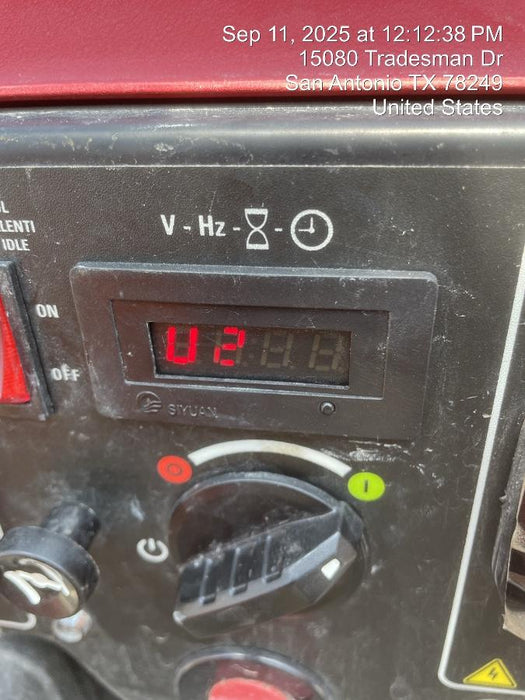 Sep 11, 2025 at 12:12:38 PM
15080 Tradesman Dr
San Antonio TX 78249
United States
V - Hz - -
IDLE
ON
OFF
U2
SIYUAN